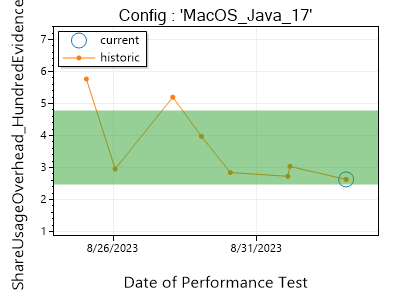 Config : 'MacOS_Java_17'
current
historic
ShareUsageOverhead_HundredEvidence
7
6
5
4
3
2
1
8/26/2023
8/31/2023
Date of Performance Test